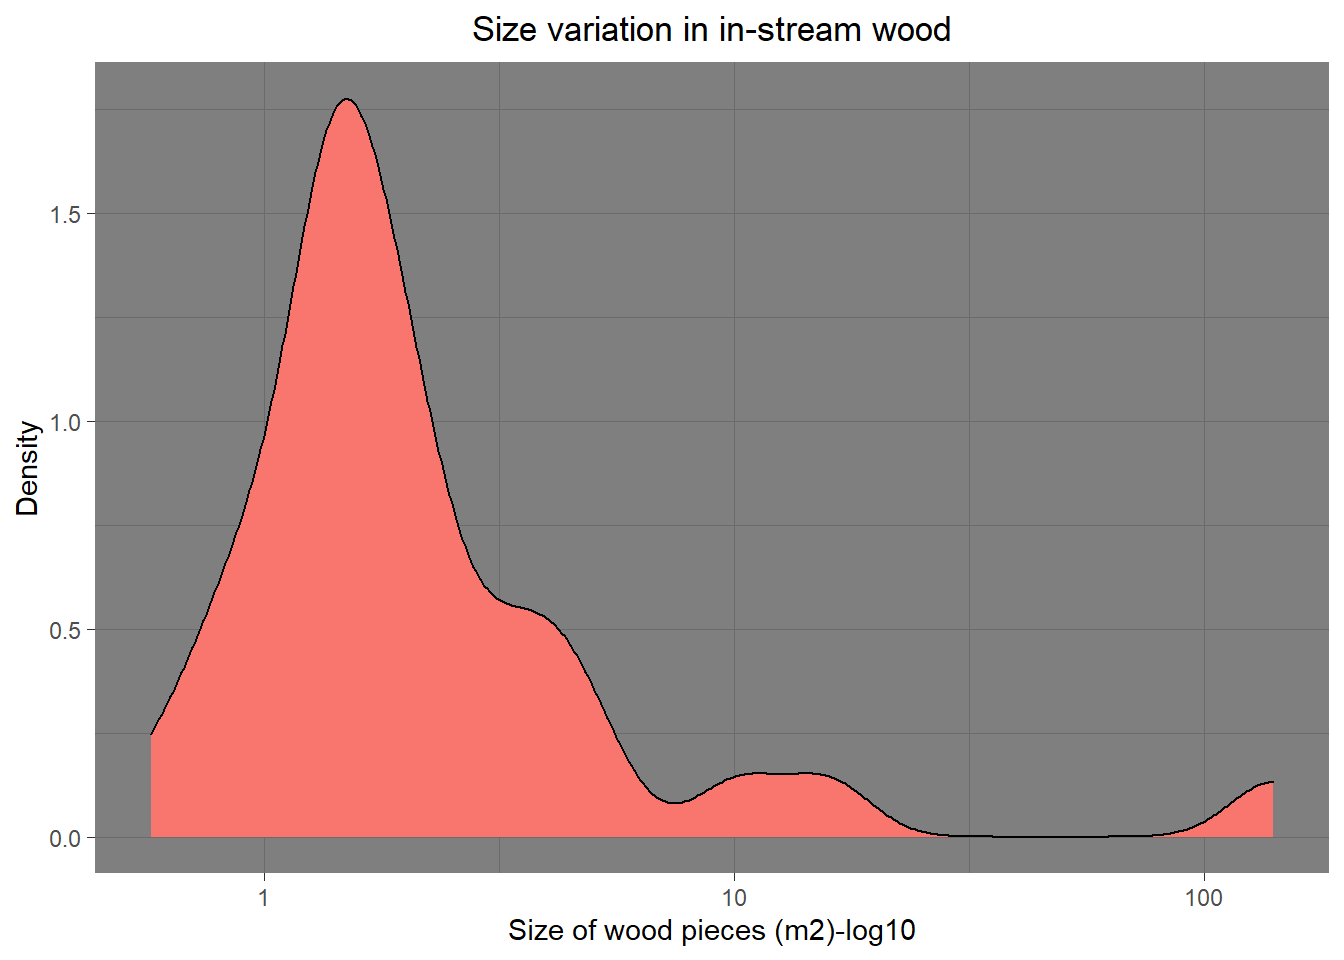 Size variation in in-stream wood
1.5
1.0
0.5
0.0
Density
1 10 100
Size of wood pieces (m2)-log10